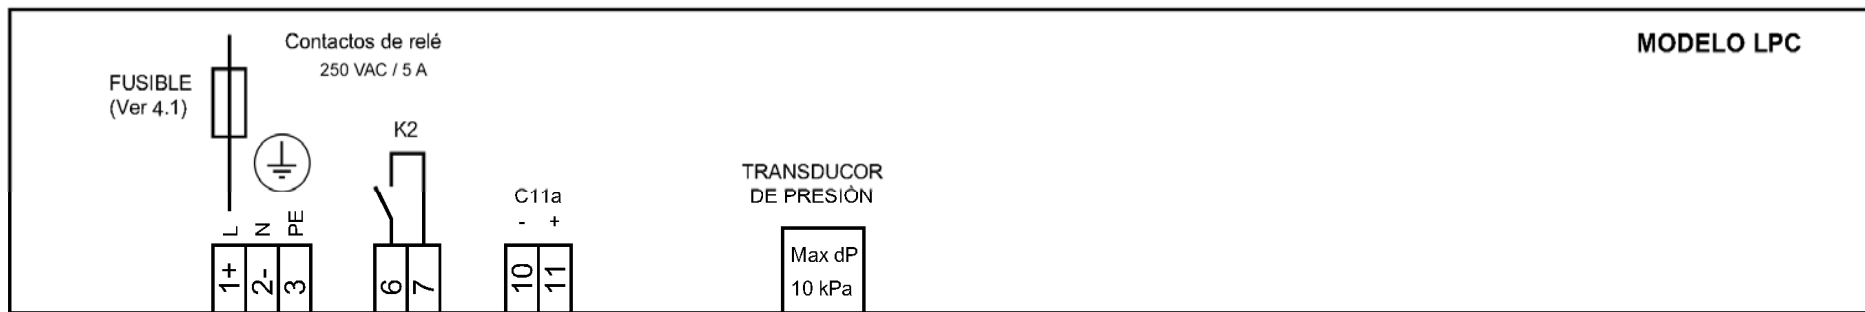 MODELO LPC
Contactos de relé
250 VAC / 5 A
FUSIBLE
(Ver 4.1)
K2
TRANSDUCOR
DE PRESIÒN
C11a
- +
L N PE
1+ 2- 3 6 7 10 11
Max dP
10 kPa